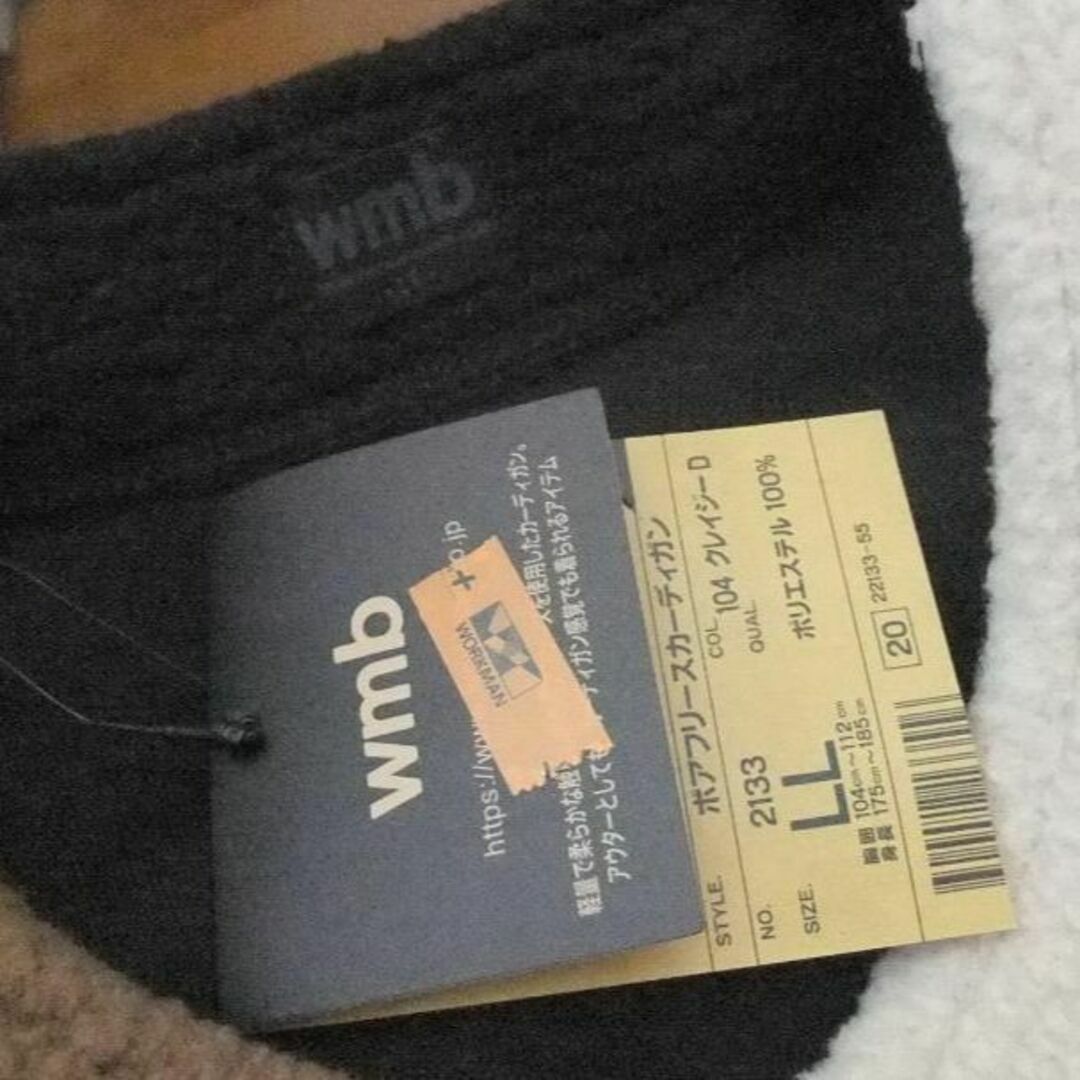 wmb
wmb
https://w
p.jp
軽量で柔らかな
を使用したカーディガン。
アウターとしても
ーディガン感覚でも着られるアイテム
WORKMAN
+
STYLE. ボアフリースカーディガン
NO. 2133
COL. 104 クレイジーD
SIZE. LL
QUAL. ポリエステル 100%
胸囲 104cm〜112cm
身長 175cm〜185cm
20
22133-55